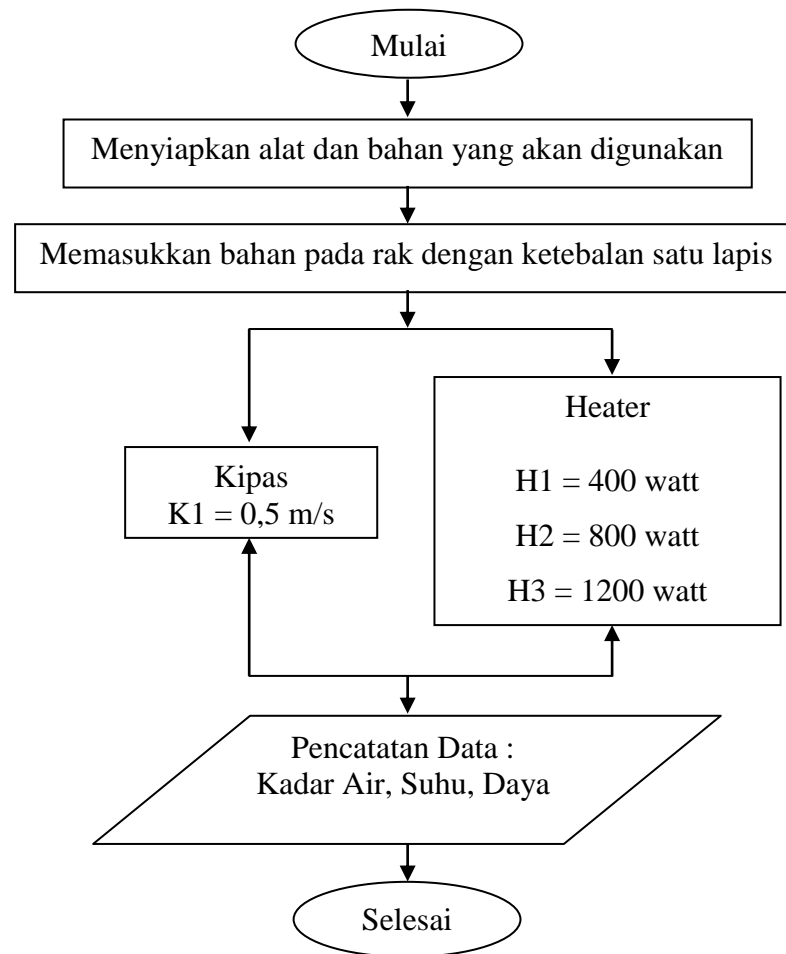 Mulai
Menyiapkan alat dan bahan yang akan digunakan
Memasukkan bahan pada rak dengan ketebalan satu lapis
Kipas
K1 = 0,5 m/s
Heater
H1 = 400 watt
H2 = 800 watt
H3 = 1200 watt
Pencatatan Data :
Kadar Air, Suhu, Daya
Selesai